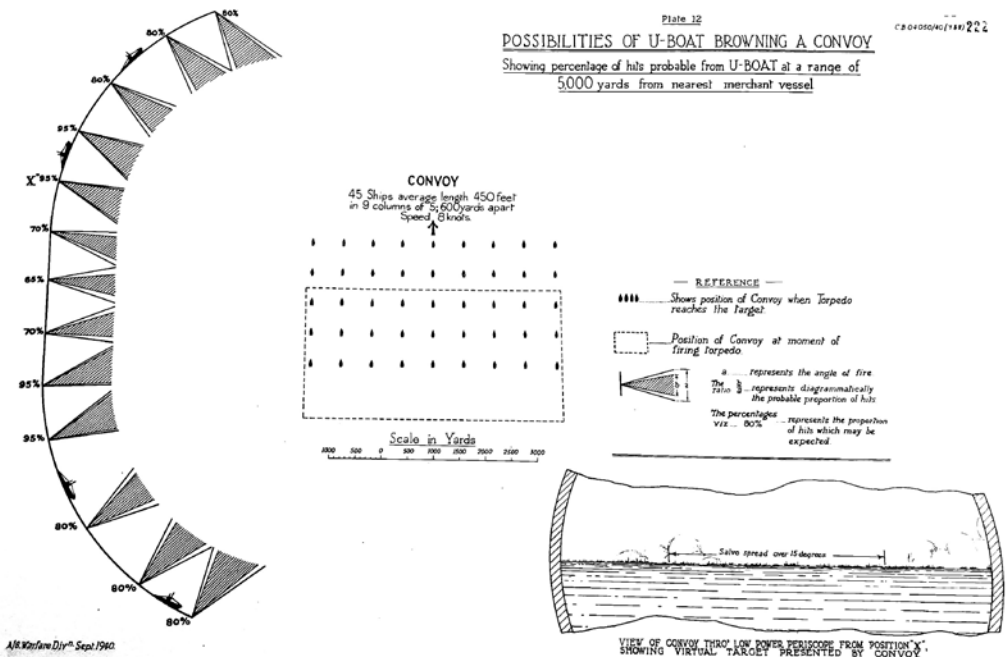 Plate 12
C B 04050/40(188) 222
POSSIBILITIES OF U-BOAT BROWNING A CONVOY
Showing percentage of hits probable from U-BOAT at a range of
5,000 yards from nearest merchant vessel
80%
80%
80%
95%
X 95%
70%
65%
70%
95%
95%
80%
80%
80%
CONVOY
45 Ships average length 450 feet
in 9 columns of 5; 600 yards apart
Speed 8 knots.
Scale in Yards
1000 500 0 500 1000 1500 2000 2500 3000
— REFERENCE —
Shows position of Convoy when Torpedo
reaches the target.
Position of Convoy at moment of
firing torpedo.
a represents the angle of fire
The ratio
represents diagrammatically
the probable proportion of hits
The percentages
viz 80% represents the proportion
of hits which may be
expected.
Salvo spread over 15 degrees
VIEW OF CONVOY THRO' LOW POWER PERISCOPE FROM POSITION "X",
SHOWING VIRTUAL TARGET PRESENTED BY CONVOY
A/S. Warfare Divn. Sept. 1940.